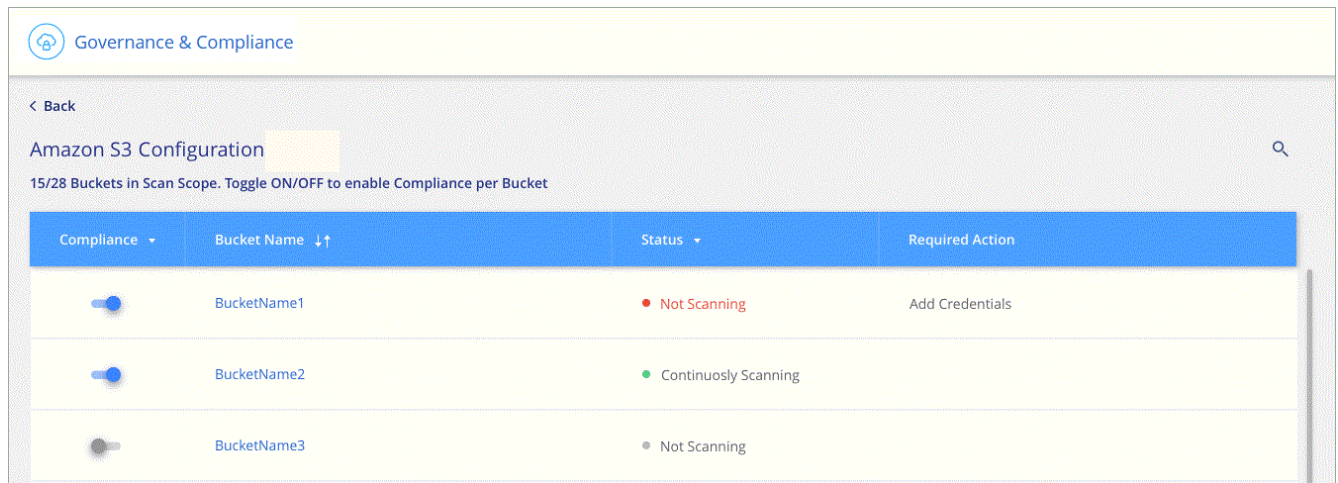 Governance & Compliance
< Back
Amazon S3 Configuration
15/28 Buckets in Scan Scope. Toggle ON/OFF to enable Compliance per Bucket
Compliance Bucket Name Status Required Action
BucketName1 Not Scanning Add Credentials
BucketName2 Continuosly Scanning
BucketName3 Not Scanning